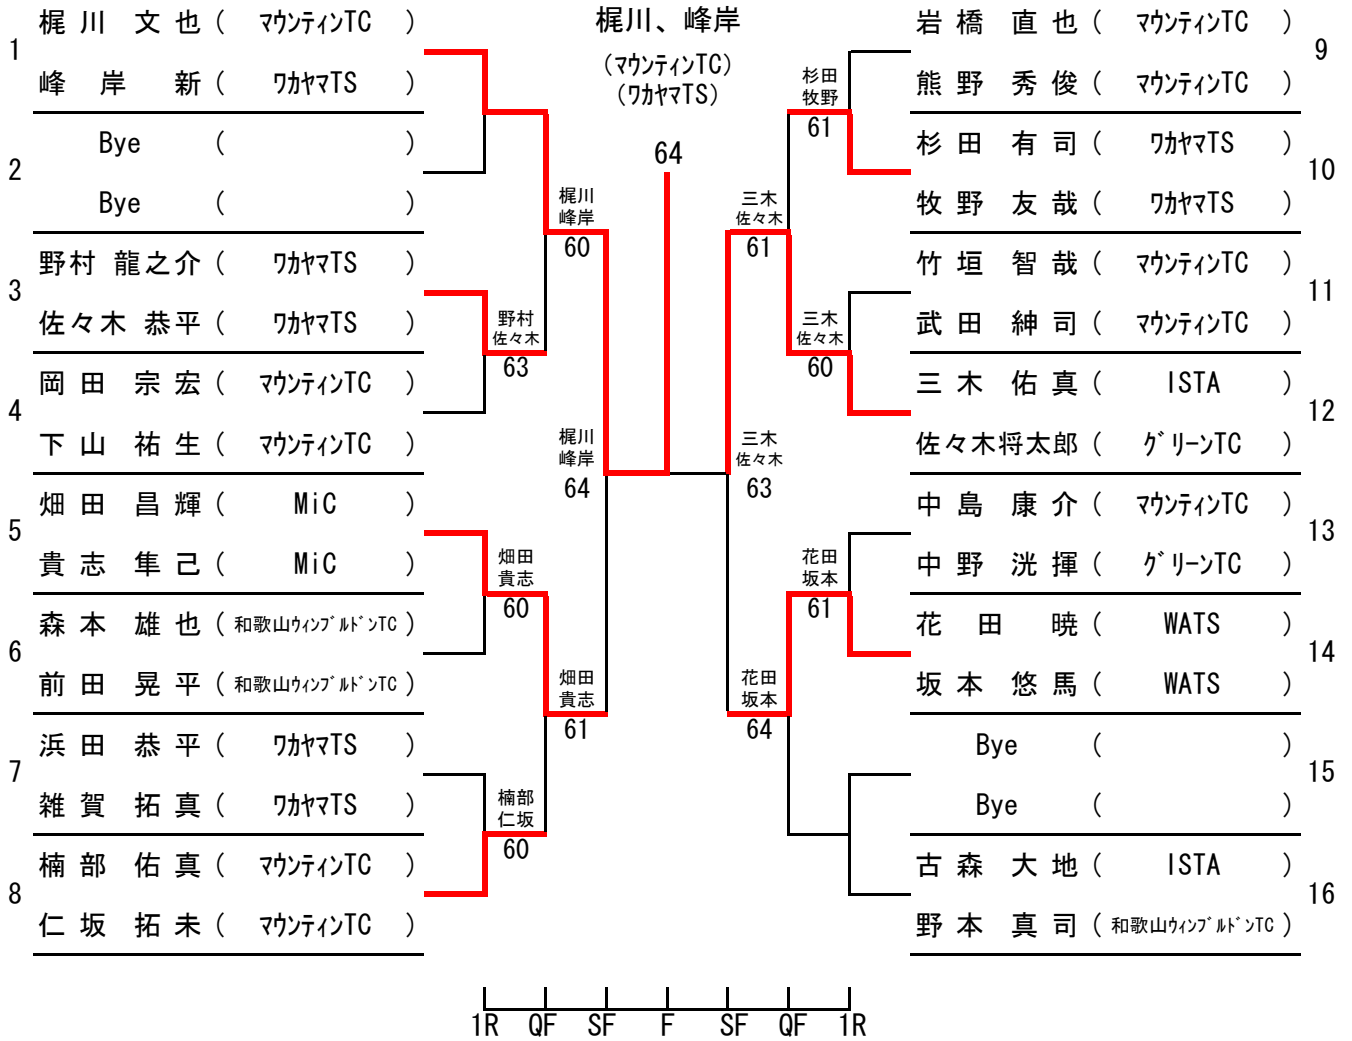 梶川、峰岸
（マウンティンTC）
（ワカヤマTS）
64
1
梶川 文也（ マウンティンTC ）
峰岸 新（ ワカヤマTS ）
2
Bye （ ）
Bye （ ）
3
野村 龍之介（ ワカヤマTS ）
佐々木 恭平（ ワカヤマTS ）
4
岡田 宗宏（ マウンティンTC ）
下山 祐生（ マウンティンTC ）
5
畑田 昌輝（ MiC ）
貴志 隼己（ MiC ）
6
森本 雄也（ 和歌山ウィンブルドンTC ）
前田 晃平（ 和歌山ウィンブルドンTC ）
7
浜田 恭平（ ワカヤマTS ）
雑賀 拓真（ ワカヤマTS ）
8
楠部 佑真（ マウンティンTC ）
仁坂 拓未（ マウンティンTC ）
野村
佐々木
63
畑田
貴志
60
楠部
仁坂
60
梶川
峰岸
60
畑田
貴志
61
梶川
峰岸
64
三木
佐々木
63
三木
佐々木
61
花田
坂本
64
杉田
牧野
61
三木
佐々木
60
花田
坂本
61
岩橋 直也（ マウンティンTC ）
熊野 秀俊（ マウンティンTC ）
9
杉田 有司（ ワカヤマTS ）
牧野 友哉（ ワカヤマTS ）
10
竹垣 智哉（ マウンティンTC ）
武田 紳司（ マウンティンTC ）
11
三木 佑真（ ISTA ）
佐々木将太郎（ グリーンTC ）
12
中島 康介（ マウンティンTC ）
中野 洸揮（ グリーンTC ）
13
花田 暁（ WATS ）
坂本 悠馬（ WATS ）
14
Bye （ ）
Bye （ ）
15
古森 大地（ ISTA ）
野本 真司（ 和歌山ウィンブルドンTC ）
16
1R QF SF F SF QF 1R